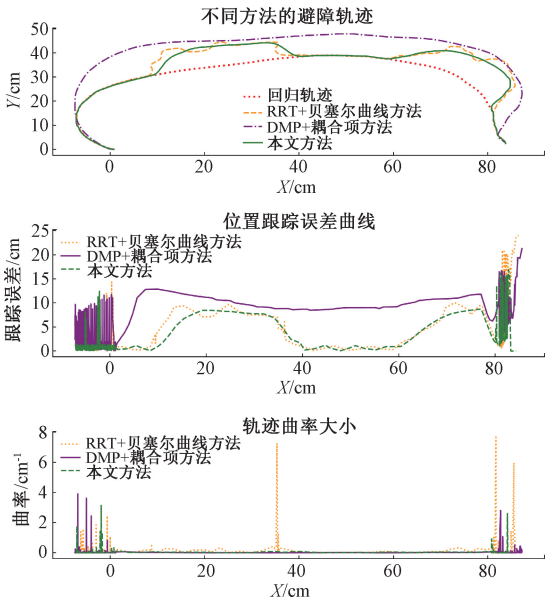 不同方法的避障轨迹
50
40
30
20
10
0
Y/cm
回归轨迹
RRT+贝塞尔曲线方法
DMP+耦合项方法
本文方法
0 20 40 60 80
X/cm
位置跟踪误差曲线
25
20
15
10
5
0
跟踪误差/cm
RRT+贝塞尔曲线方法
DMP+耦合项方法
本文方法
0 20 40 60 80
X/cm
轨迹曲率大小
8
6
4
2
0
曲率/cm-1
RRT+贝塞尔曲线方法
DMP+耦合项方法
本文方法
0 20 40 60 80
X/cm